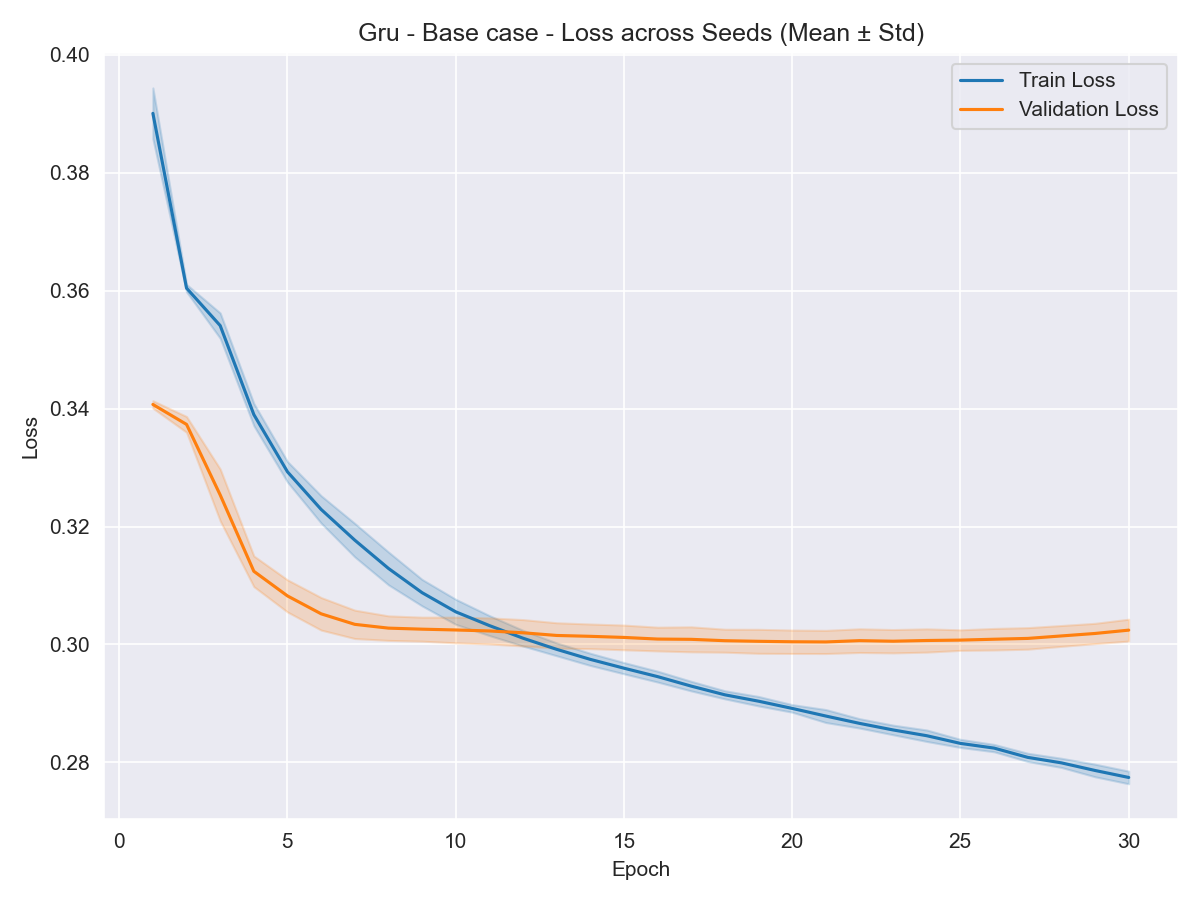 Gru - Base case - Loss across Seeds (Mean ± Std)
Train Loss
Validation Loss
Loss
0.40
0.38
0.36
0.34
0.32
0.30
0.28
0 5 10 15 20 25 30
Epoch